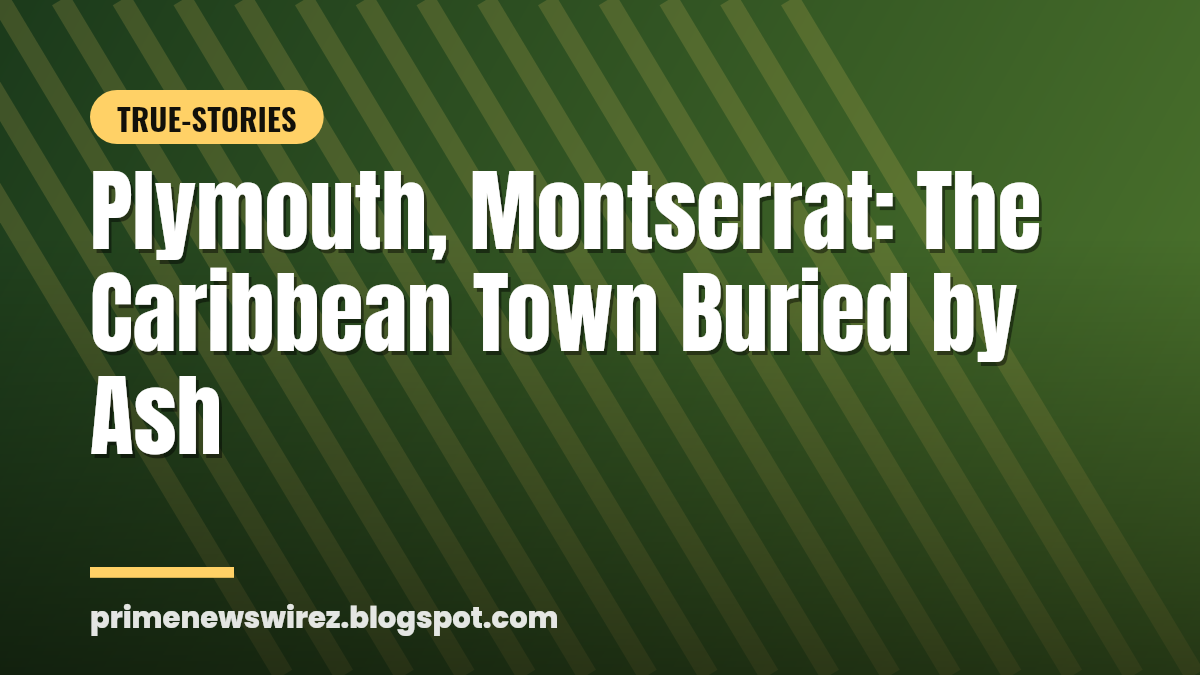 TRUE-STORIES
Plymouth, Montserrat: The
Caribbean Town Buried by
Ash
primenewswirez.blogspot.com